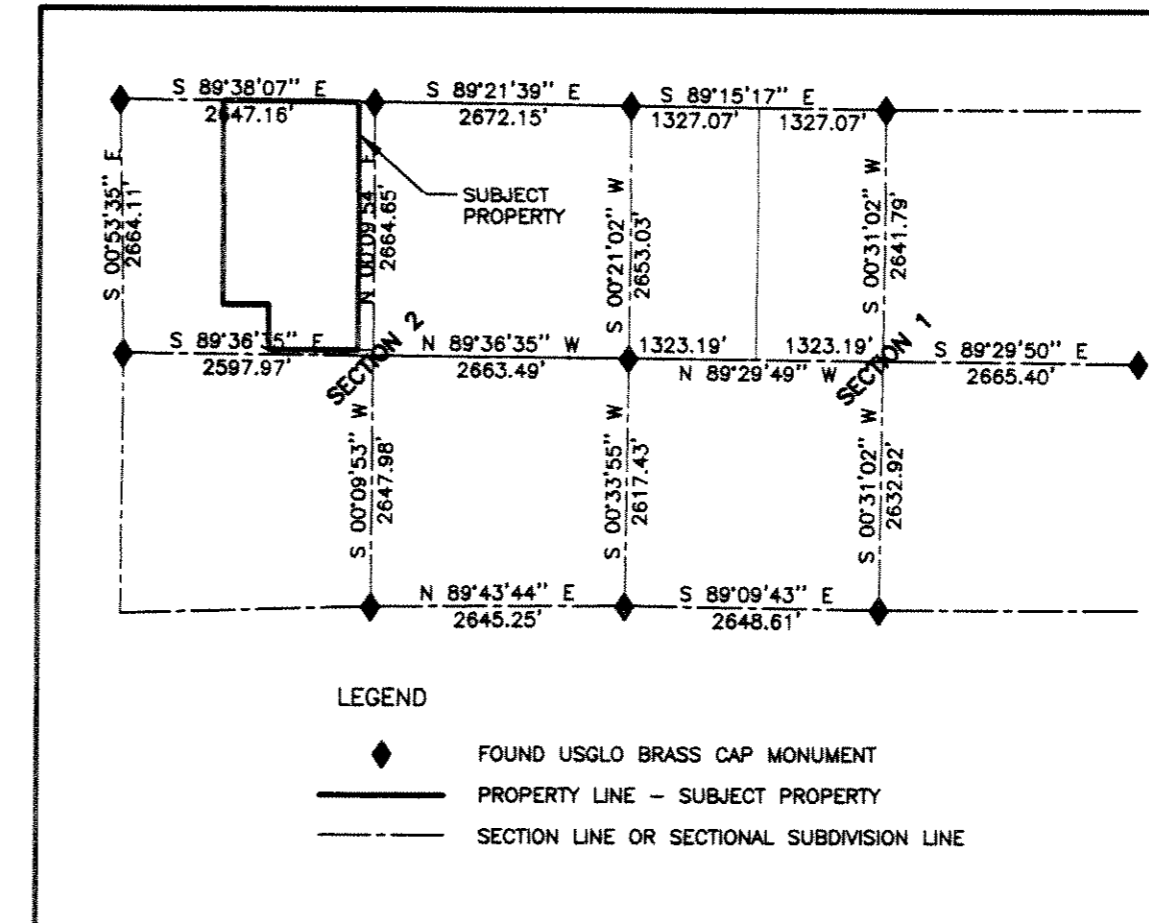 S 89°38'07" E
2647.16'
S 89°21'39" E
2672.15'
S 89°15'17" E
1327.07'
1327.07'
S 00°53'35" E
2664.11'
N 00°09'54" E
2664.65'
SUBJECT
PROPERTY
S 00°21'02" W
2653.03'
S 00°31'02" W
2641.79'
S 89°36'35" E
2597.97'
SECTION 2
N 89°36'35" W
2663.49'
1323.19'
1323.19'
N 89°29'49" W
SECTION 1
S 89°29'50" E
2665.40'
S 00°09'53" W
2647.98'
S 00°33'55" W
2617.43'
S 00°31'02" W
2632.92'
N 89°43'44" E
2645.25'
S 89°09'43" E
2648.61'
LEGEND
FOUND USGLO BRASS CAP MONUMENT
PROPERTY LINE – SUBJECT PROPERTY
SECTION LINE OR SECTIONAL SUBDIVISION LINE